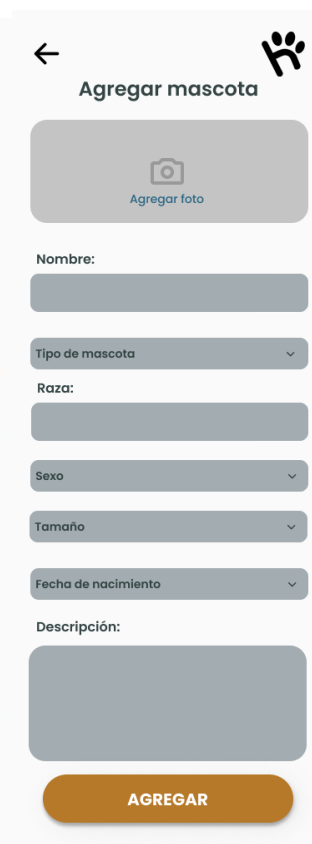 Agregar mascota
Agregar foto
Nombre:
Tipo de mascota
Raza:
Sexo
Tamaño
Fecha de nacimiento
Descripción:
AGREGAR